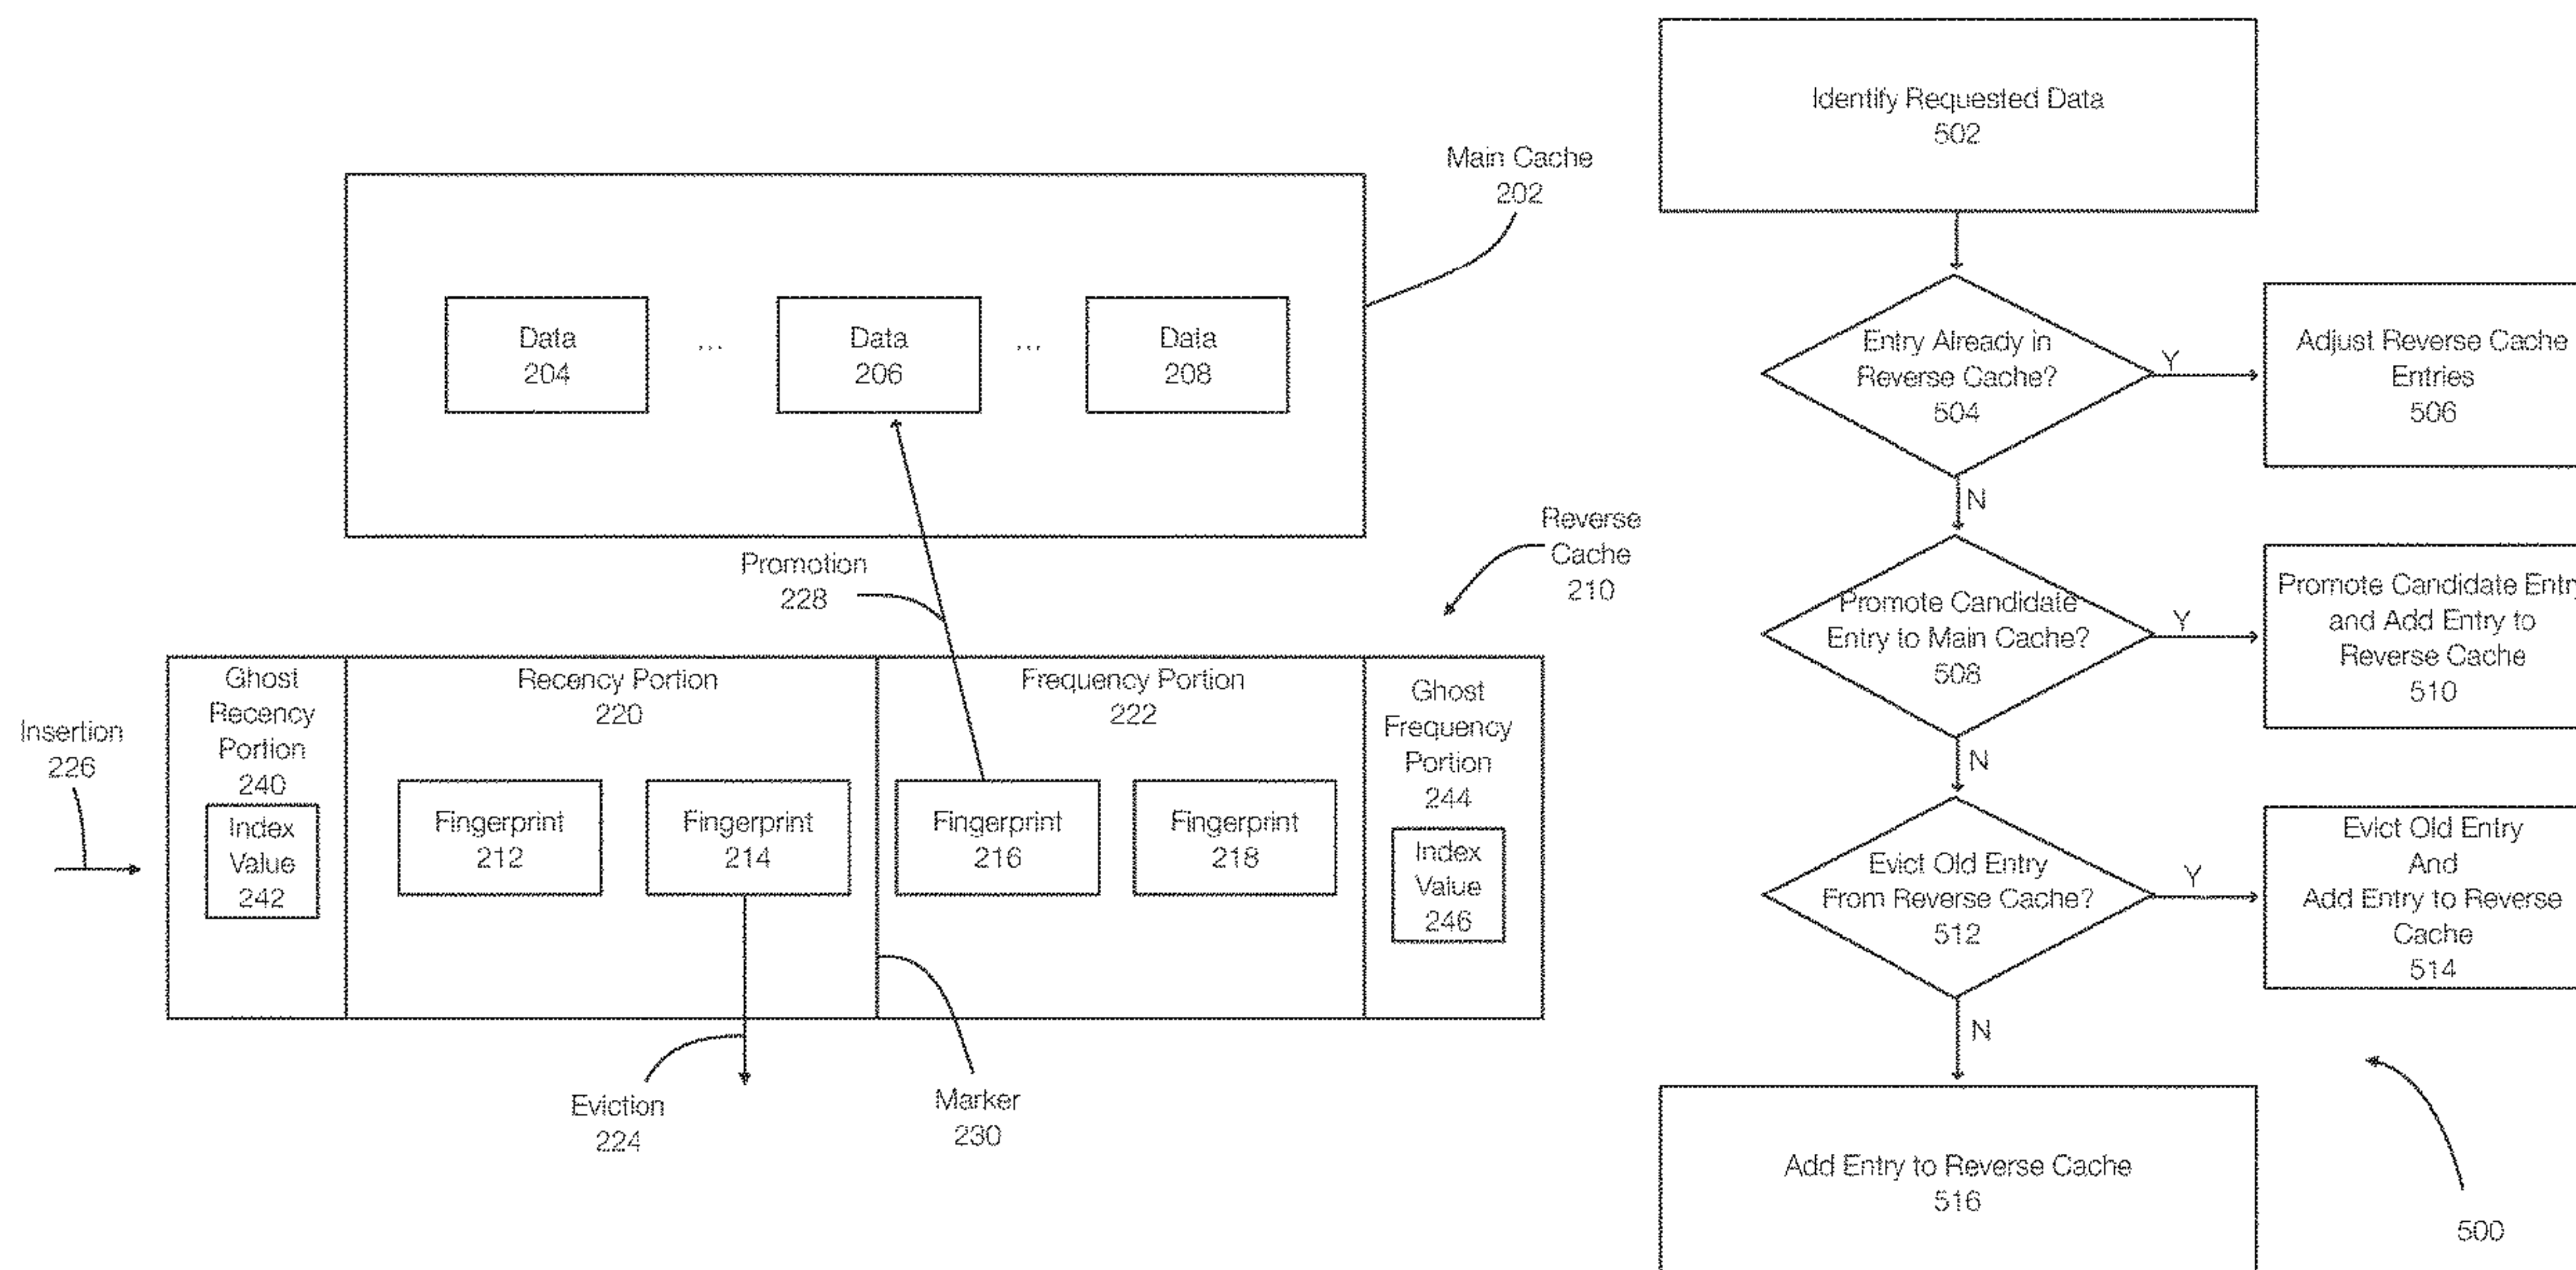 Main Cache
202
Data
204
...
Data
206
...
Data
208
Promotion
228
Reverse
Cache
210
Insertion
226
Ghost
Recency
Portion
240
Index
Value
242
Recency Portion
220
Fingerprint
212
Fingerprint
214
Frequency Portion
222
Fingerprint
216
Fingerprint
218
Ghost
Frequency
Portion
244
Index
Value
246
Eviction
224
Marker
230
Identify Requested Data
502
Entry Already in
Reverse Cache?
504
Y
Adjust Reverse Cache
Entries
506
N
Promote Candidate
Entry to Main Cache?
508
Y
Promote Candidate Entry
and Add Entry to
Reverse Cache
510
N
Evict Old Entry
From Reverse Cache?
512
Y
Evict Old Entry
And
Add Entry to Reverse
Cache
514
N
Add Entry to Reverse Cache
516
500